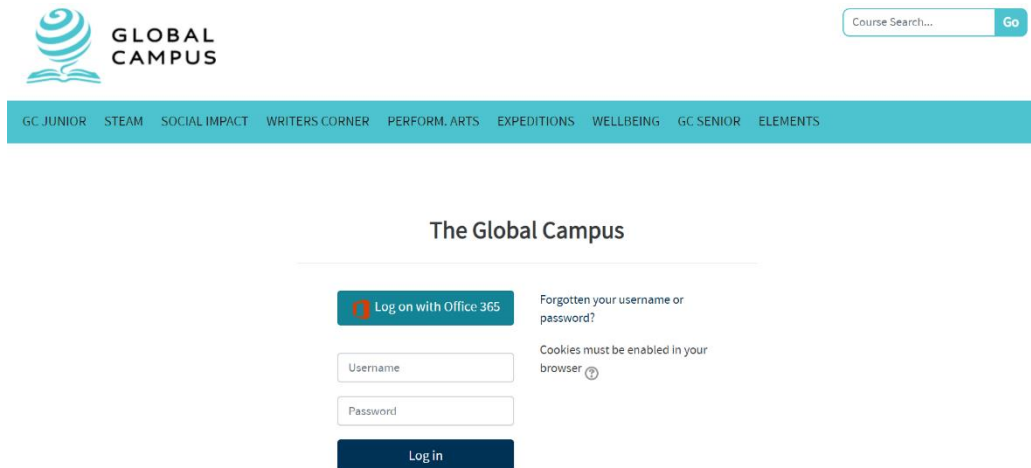 GLOBAL
CAMPUS
Course Search...
Go
GC JUNIOR STEAM SOCIAL IMPACT WRITERS CORNER PERFORM. ARTS EXPEDITIONS WELLBEING GC SENIOR ELEMENTS
The Global Campus
Log on with Office 365
Username
Password
Log in
Forgotten your username or
password?
Cookies must be enabled in your
browser ?